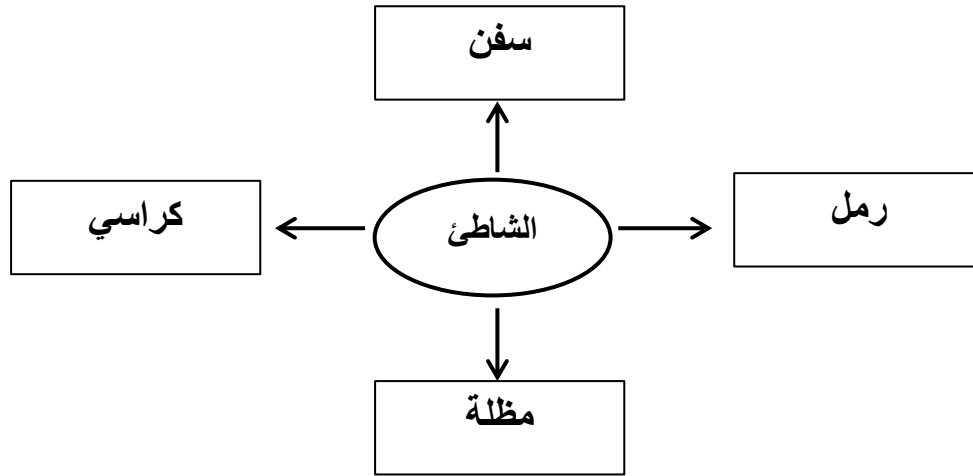 سفن
رمل
الشاطئ
كراسي
مظلة